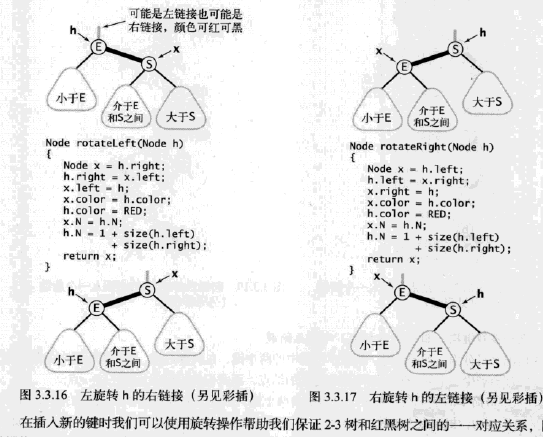 可能是左链接也可能是
右链接，颜色可红可黑
h
E
x
S
小于E
介于E
和S之间
大于S
Node rotateLeft(Node h)
{
Node x = h.right;
h.right = x.left;
x.left = h;
x.color = h.color;
h.color = RED;
x.N = h.N;
h.N = 1 + size(h.left)
+ size(h.right);
return x;
}
x
h
S
E
小于E
介于E
和S之间
大于S
图 3.3.16 左旋转 h 的右链接（另见彩插）
h
x
S
E
小于E
介于E
和S之间
大于S
Node rotateRight(Node h)
{
Node x = h.left;
h.left = x.right;
x.right = h;
x.color = h.color;
h.color = RED;
x.N = h.N;
h.N = 1 + size(h.left)
+ size(h.right);
return x;
}
x
E
h
S
小于E
介于E
和S之间
大于S
图 3.3.17 右旋转 h 的左链接（另见彩插）
在插入新的键时我们可以使用旋转操作帮助我们保证 2-3 树和红黑树之间的一一对应关系，